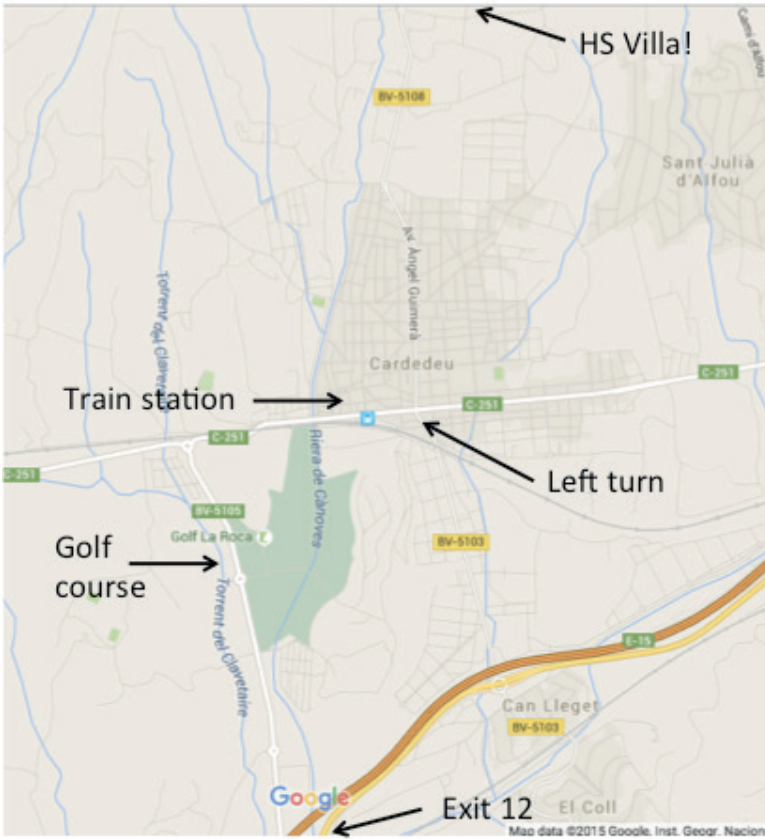 HS Villa!
Camí d'Alfou
BV-5108
Sant Julià
d'Alfou
Av. Àngel Guimerà
Torrent del Clavetaire
Cardedeu
C-251
Train station
C-251
C-251
Riera de Cànoves
C-251
Left turn
BV-5105
Golf La Roca
BV-5103
Golf
course
Torrent del Clavetaire
E-15
Can Lleget
BV-5103
Google
Exit 12
El Coll
Map data ©2015 Google, Inst. Geogr. Nacion